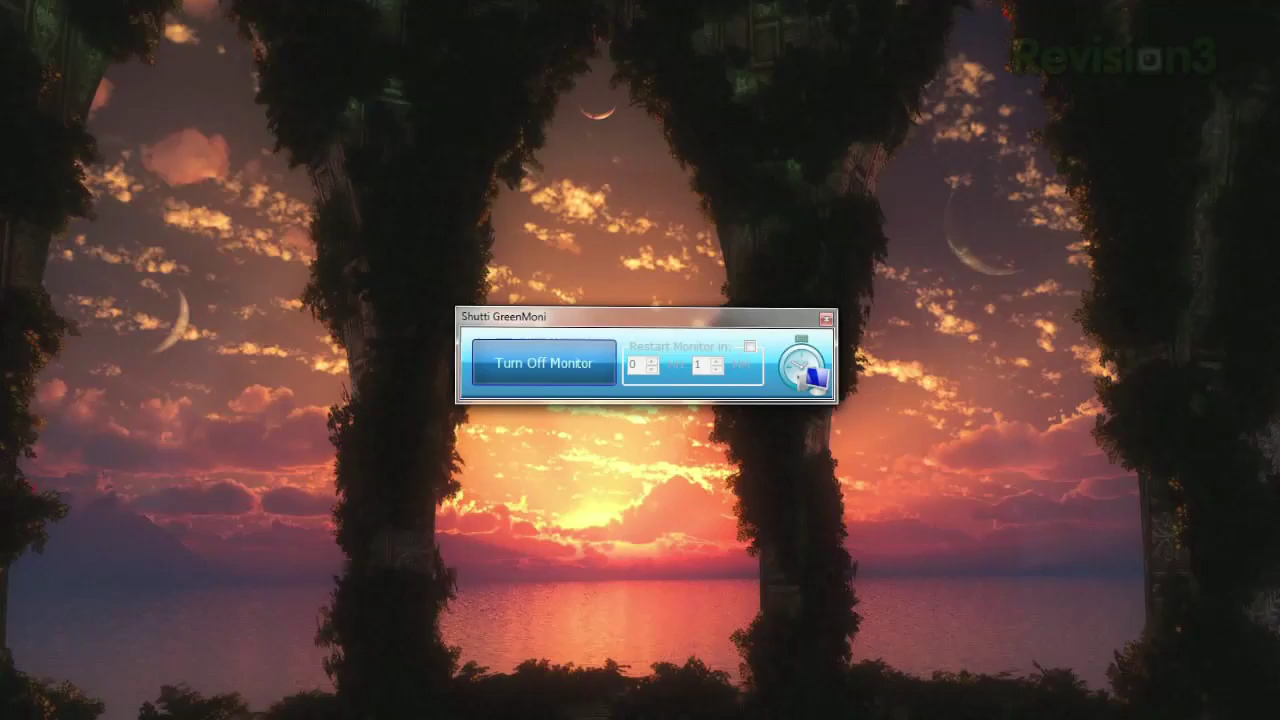 Revision3
Shutti GreenMoni
Turn Off Monitor
Restart Monitor in:
0
1